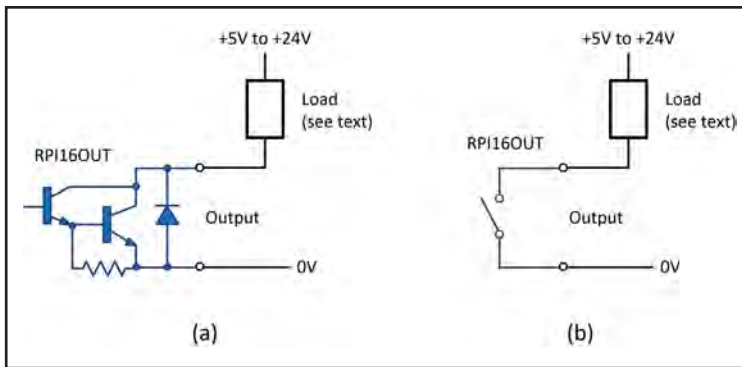 +5V to +24V
Load
(see text)
RPI16OUT
Output
0V
(a)
+5V to +24V
Load
(see text)
RPI16OUT
Output
0V
(b)